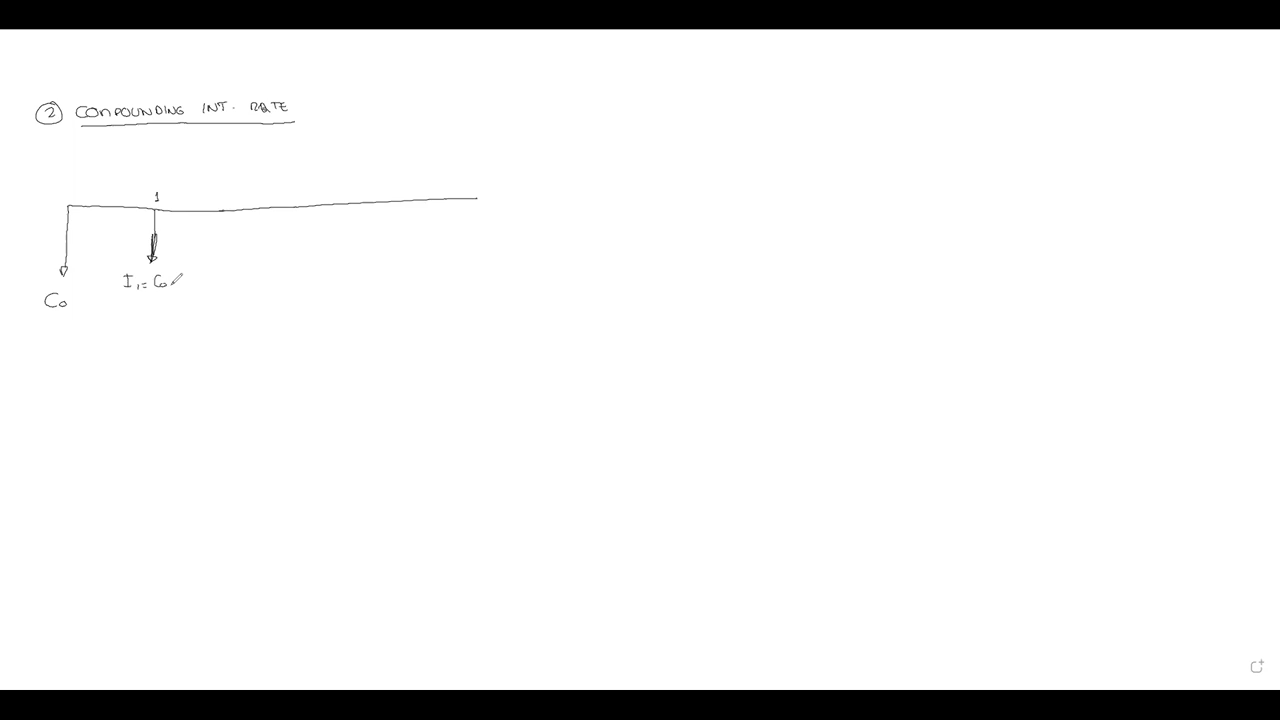 ② COMPOUNDING INT. RATE
1
I₁ = C₀
C₀